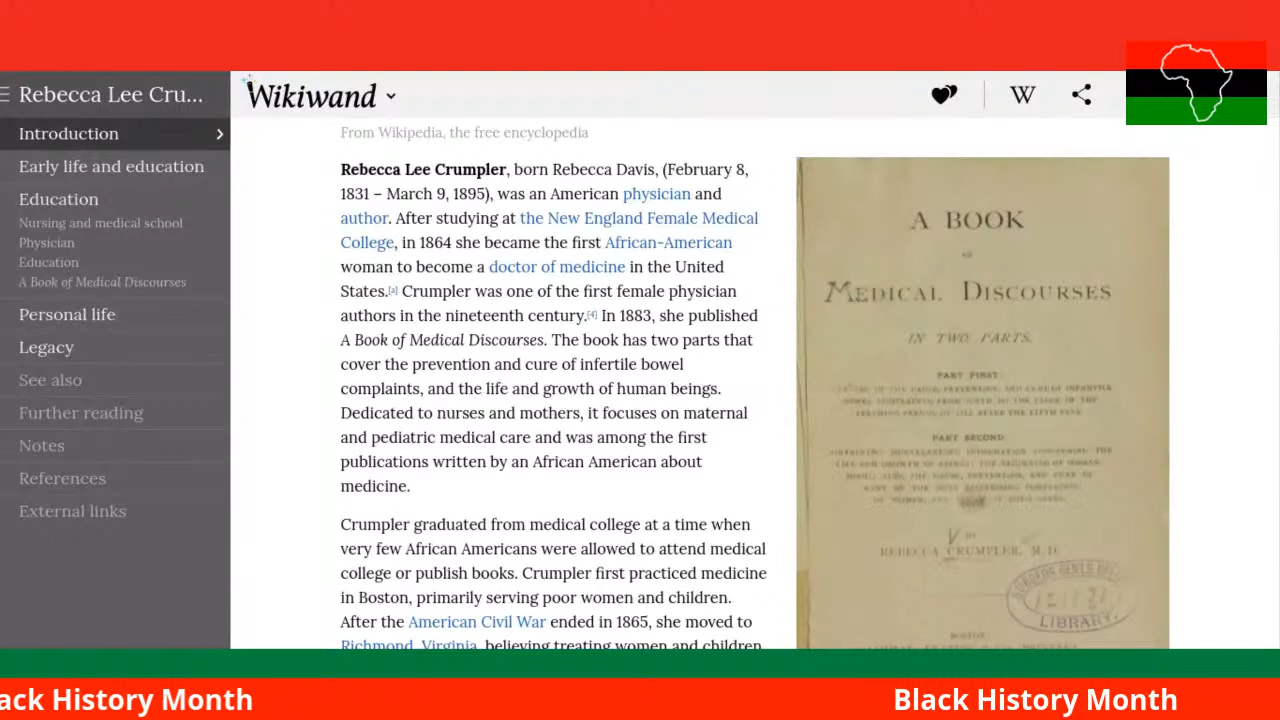 Rebecca Lee Cru...
Introduction
Early life and education
Education
Nursing and medical school
Physician
Education
A Book of Medical Discourses
Personal life
Legacy
See also
Further reading
Notes
References
External links
Wikiwand
W
From Wikipedia, the free encyclopedia
Rebecca Lee Crumpler, born Rebecca Davis, (February 8,
1831 – March 9, 1895), was an American physician and
author. After studying at the New England Female Medical
College, in 1864 she became the first African-American
woman to become a doctor of medicine in the United
States.[a] Crumpler was one of the first female physician
authors in the nineteenth century.[4] In 1883, she published
A Book of Medical Discourses. The book has two parts that
cover the prevention and cure of infertile bowel
complaints, and the life and growth of human beings.
Dedicated to nurses and mothers, it focuses on maternal
and pediatric medical care and was among the first
publications written by an African American about
medicine.
Crumpler graduated from medical college at a time when
very few African Americans were allowed to attend medical
college or publish books. Crumpler first practiced medicine
in Boston, primarily serving poor women and children.
After the American Civil War ended in 1865, she moved to
Richmond, Virginia, believing treating women and children
A BOOK
OF
MEDICAL DISCOURSES
IN TWO PARTS.
PART FIRST:
PART SECOND:
BY
REBECCA CRUMPLER, M.D.
LIBRARY.
BOSTON:
ack History Month
Black History Month